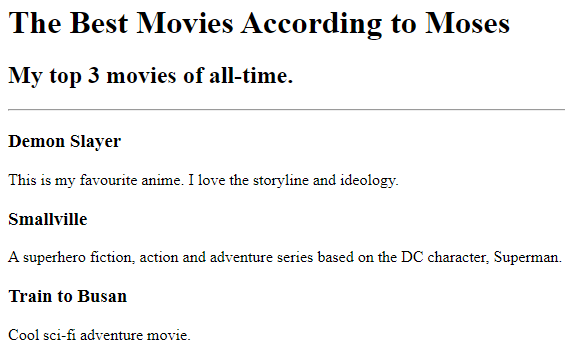 The Best Movies According to Moses
My top 3 movies of all-time.
Demon Slayer
This is my favourite anime. I love the storyline and ideology.
Smallville
A superhero fiction, action and adventure series based on the DC character, Superman.
Train to Busan
Cool sci-fi adventure movie.